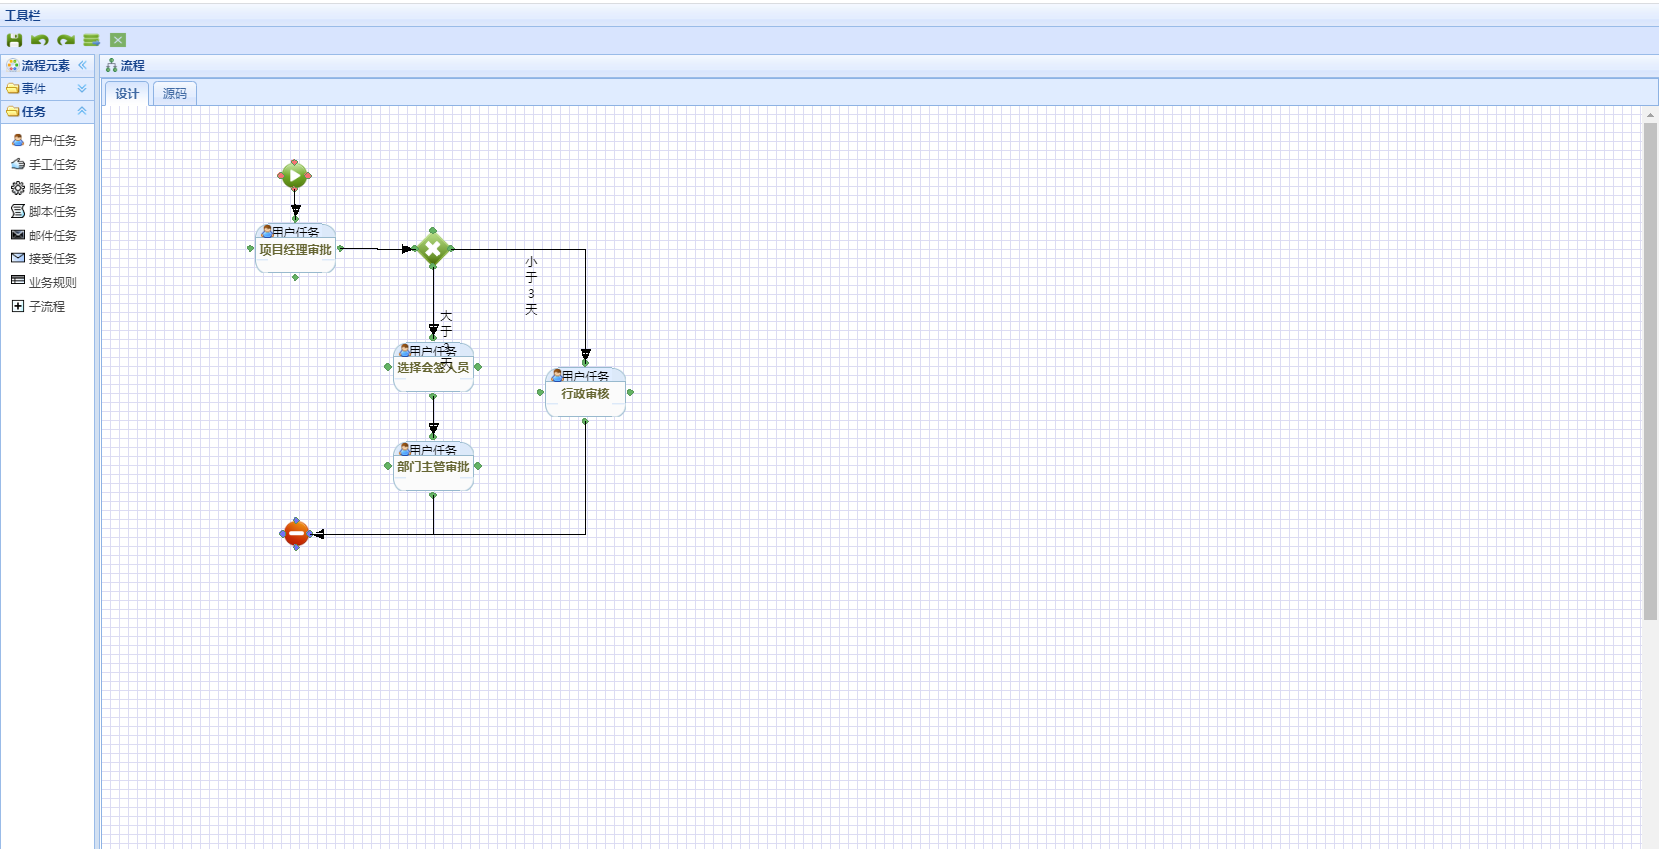 工具栏
流程元素
事件
任务
用户任务
手工任务
服务任务
脚本任务
邮件任务
接受任务
业务规则
子流程
流程
设计
源码
用户任务
项目经理审批
小
于
3
天
大
于
3
天
用户任务
选择会签人员
用户任务
行政审核
用户任务
部门主管审批